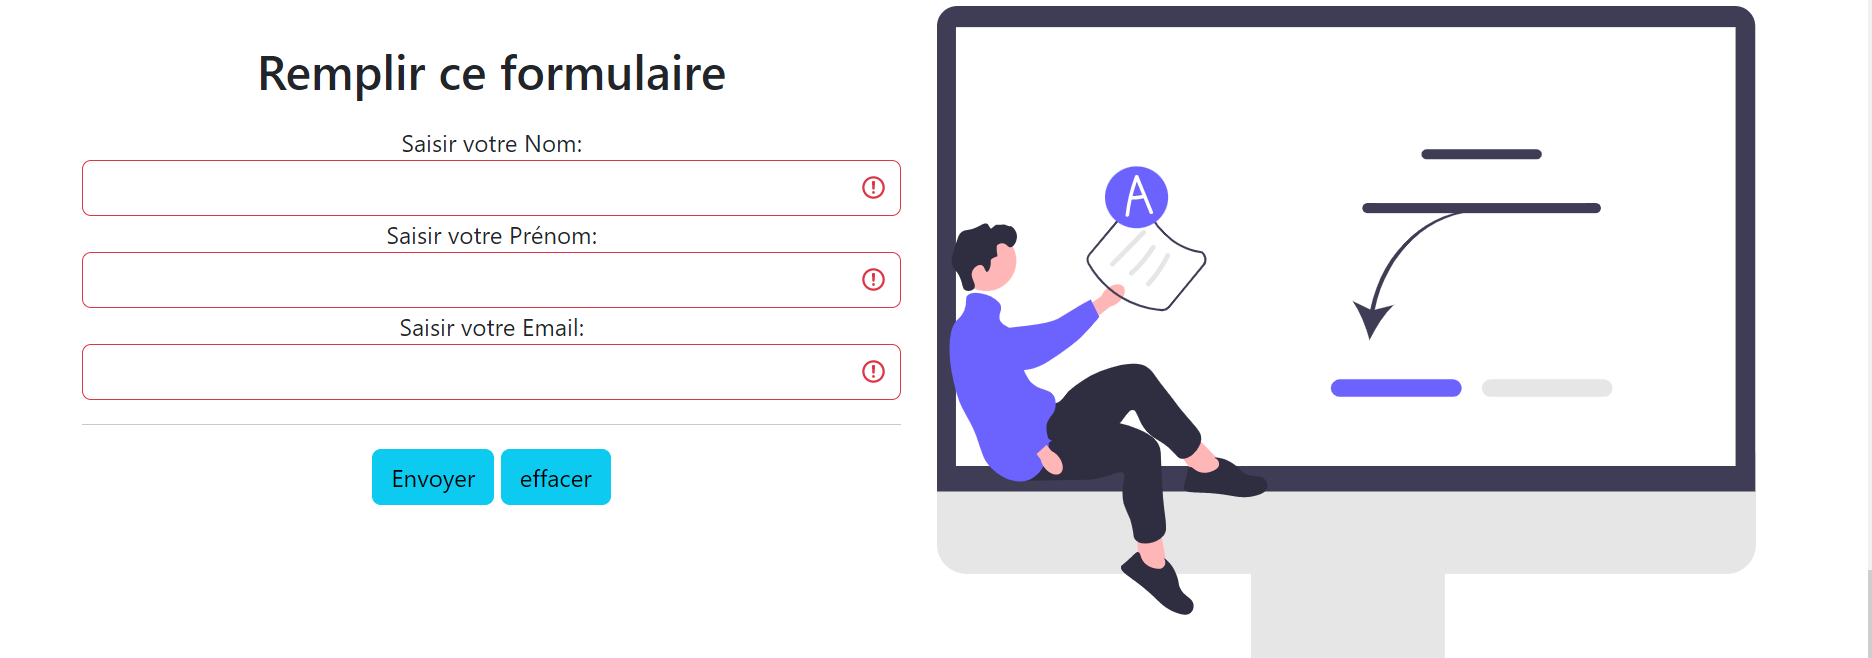 Remplir ce formulaire
Saisir votre Nom:
Saisir votre Prénom:
Saisir votre Email:
Envoyer effacer
A